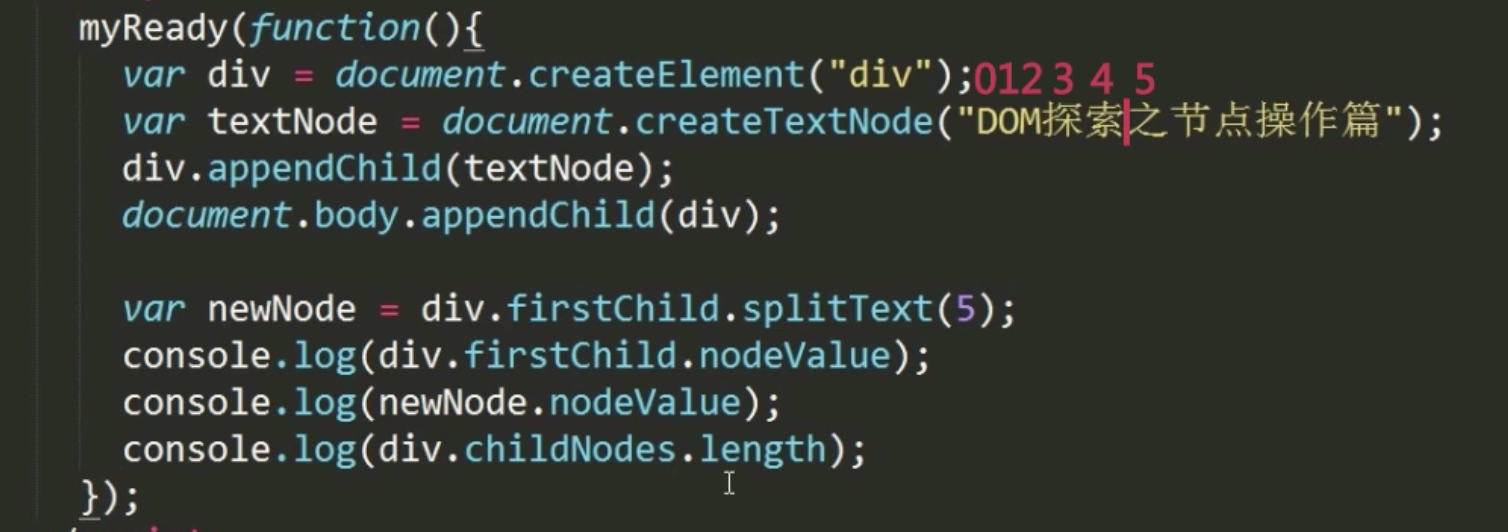 myReady(function(){
var div = document.createElement("div");012 3 4 5
var textNode = document.createTextNode("DOM探索之节点操作篇");
div.appendChild(textNode);
document.body.appendChild(div);
var newNode = div.firstChild.splitText(5);
console.log(div.firstChild.nodeValue);
console.log(newNode.nodeValue);
console.log(div.childNodes.length);
});